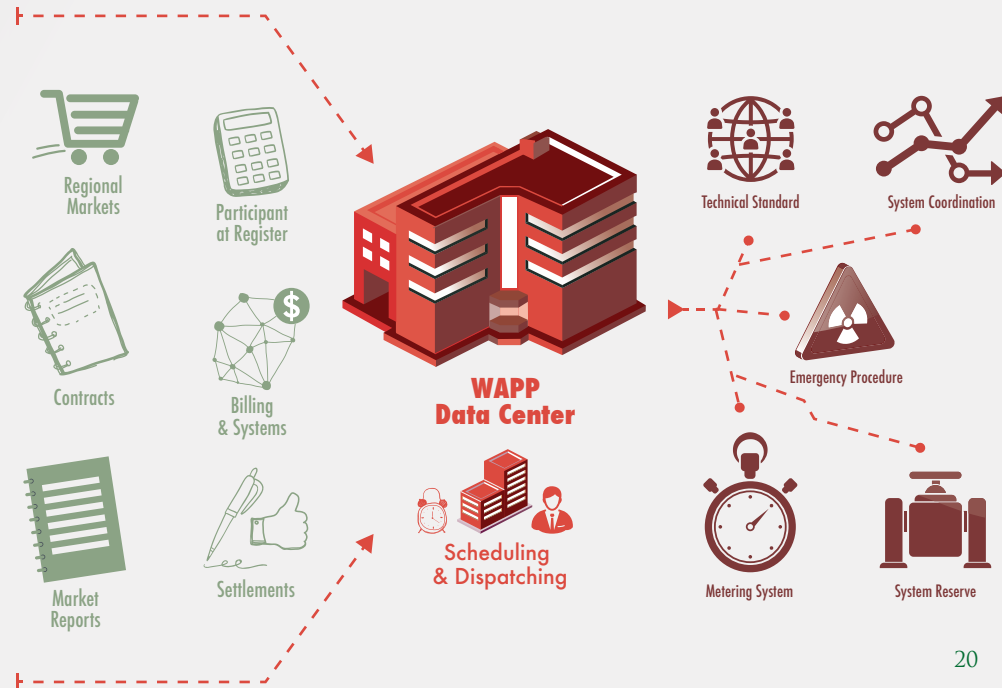 Regional
Markets
Participant
at Register
Contracts
$
Billing
& Systems
Market
Reports
Settlements
WAPP
Data Center
Scheduling
& Dispatching
Technical Standard
System Coordination
Emergency Procedure
Metering System
System Reserve
20